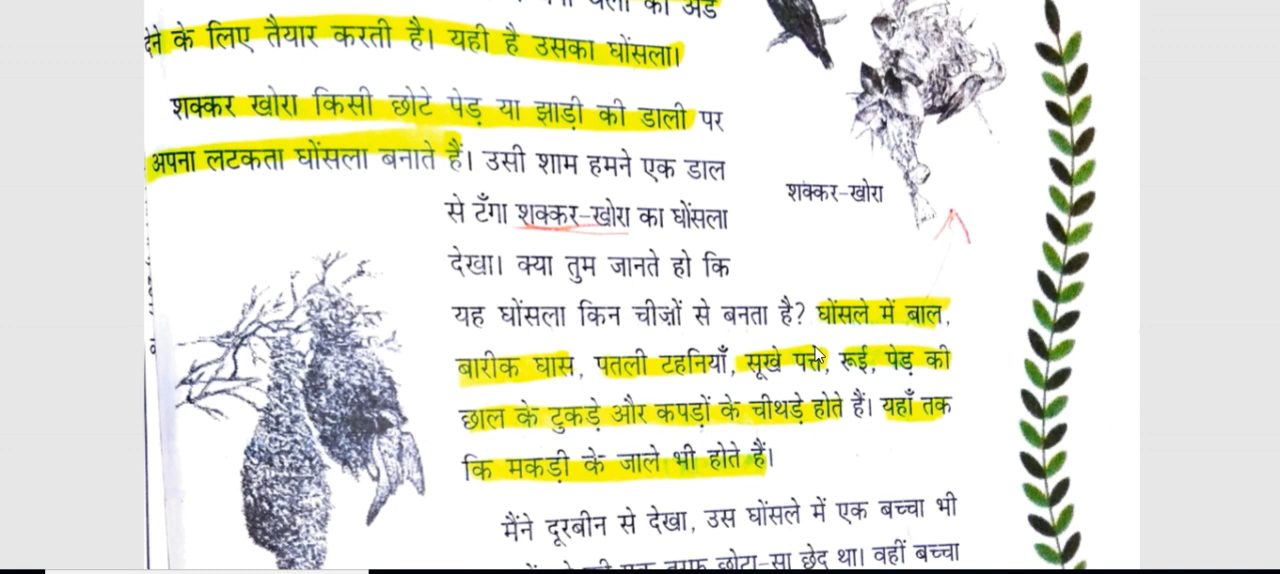 देने के लिए तैयार करती है। यही है उसका घोंसला।
शक्कर खोरा किसी छोटे पेड़ या झाड़ी की डाली पर
अपना लटकता घोंसला बनाते हैं। उसी शाम हमने एक डाल
से टँगा शक्कर-खोरा का घोंसला
शक्कर-खोरा
देखा। क्या तुम जानते हो कि
यह घोंसला किन चीज़ों से बनता है? घोंसले में बाल,
बारीक घास, पतली टहनियाँ, सूखे पत्ते, रूई, पेड़ की
छाल के टुकड़े और कपड़ों के चीथड़े होते हैं। यहाँ तक
कि मकड़ी के जाले भी होते हैं।
मैंने दूरबीन से देखा, उस घोंसले में एक बच्चा भी
छोटा-सा छेद था। वहीं बच्चा